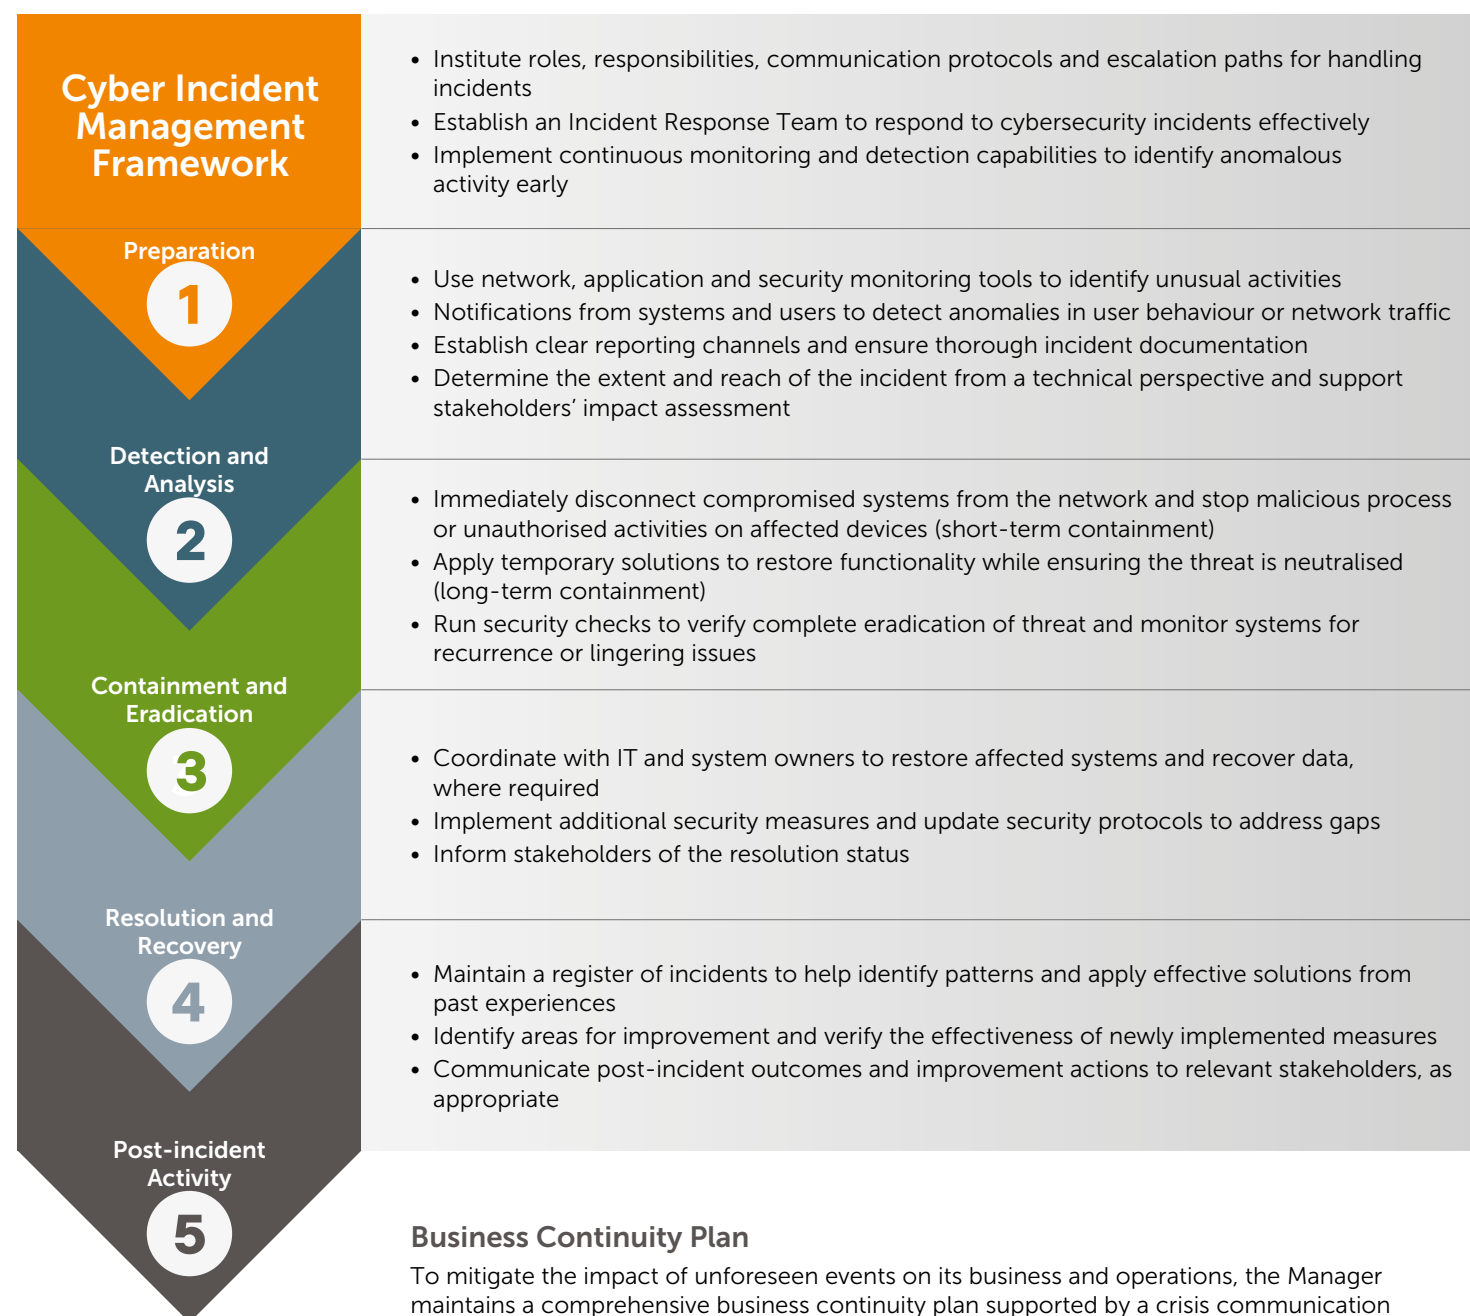 Cyber Incident
Management
Framework
• Institute roles, responsibilities, communication protocols and escalation paths for handling
incidents
• Establish an Incident Response Team to respond to cybersecurity incidents effectively
• Implement continuous monitoring and detection capabilities to identify anomalous
activity early
Preparation
1
• Use network, application and security monitoring tools to identify unusual activities
• Notifications from systems and users to detect anomalies in user behaviour or network traffic
• Establish clear reporting channels and ensure thorough incident documentation
• Determine the extent and reach of the incident from a technical perspective and support
stakeholders’ impact assessment
Detection and
Analysis
2
• Immediately disconnect compromised systems from the network and stop malicious process
or unauthorised activities on affected devices (short-term containment)
• Apply temporary solutions to restore functionality while ensuring the threat is neutralised
(long-term containment)
• Run security checks to verify complete eradication of threat and monitor systems for
recurrence or lingering issues
Containment and
Eradication
3
• Coordinate with IT and system owners to restore affected systems and recover data,
where required
• Implement additional security measures and update security protocols to address gaps
• Inform stakeholders of the resolution status
Resolution and
Recovery
4
• Maintain a register of incidents to help identify patterns and apply effective solutions from
past experiences
• Identify areas for improvement and verify the effectiveness of newly implemented measures
• Communicate post-incident outcomes and improvement actions to relevant stakeholders, as
appropriate
Post-incident
Activity
5
Business Continuity Plan
To mitigate the impact of unforeseen events on its business and operations, the Manager
maintains a comprehensive business continuity plan supported by a crisis communication